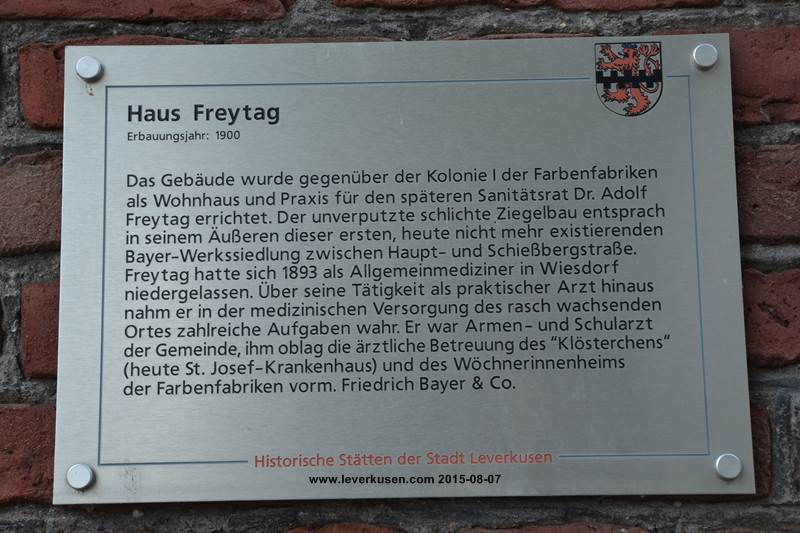 Haus Freytag
Erbauungsjahr: 1900
Das Gebäude wurde gegenüber der Kolonie I der Farbenfabriken
als Wohnhaus und Praxis für den späteren Sanitätsrat Dr. Adolf
Freytag errichtet. Der unverputzte schlichte Ziegelbau entsprach
in seinem Äußeren dieser ersten, heute nicht mehr existierenden
Bayer-Werkssiedlung zwischen Haupt- und Schießbergstraße.
Freytag hatte sich 1893 als Allgemeinmediziner in Wiesdorf
niedergelassen. Über seine Tätigkeit als praktischer Arzt hinaus
nahm er in der medizinischen Versorgung des rasch wachsenden
Ortes zahlreiche Aufgaben wahr. Er war Armen- und Schularzt
der Gemeinde, ihm oblag die ärztliche Betreuung des "Klösterchens"
(heute St. Josef-Krankenhaus) und des Wöchnerinnenheims
der Farbenfabriken vorm. Friedrich Bayer & Co.
Historische Stätten der Stadt Leverkusen
www.leverkusen.com 2015-08-07